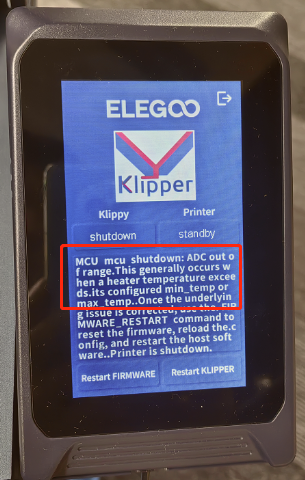 ELEGOO
Klipper
Klippy Printer
shutdown standby
MCU mcu shutdown: ADC out o
f range.This generally occurs w
hen a heater temperature excee
ds.its configured min_temp or
max_temp..Once the underlyin
g issue is corrected, use the. FIR
MWARE_RESTART command to
reset the firmware, reload the.c
onfig, and restart the host soft
ware..Printer is shutdown.
Restart FIRMWARE Restart KLIPPER